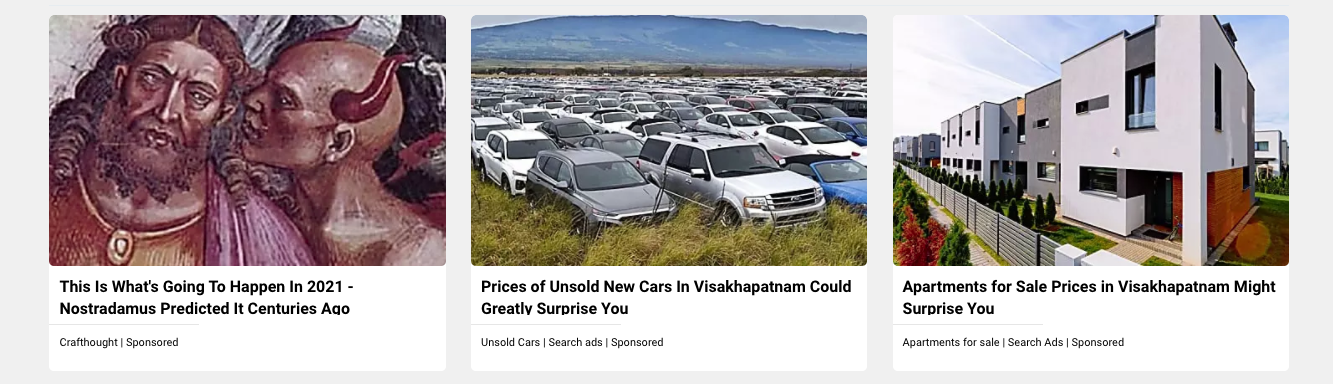 This Is What's Going To Happen In 2021 -
Nostradamus Predicted It Centuries Ago
Crafthought | Sponsored
Prices of Unsold New Cars In Visakhapatnam Could
Greatly Surprise You
Unsold Cars | Search ads | Sponsored
Apartments for Sale Prices in Visakhapatnam Might
Surprise You
Apartments for sale | Search Ads | Sponsored